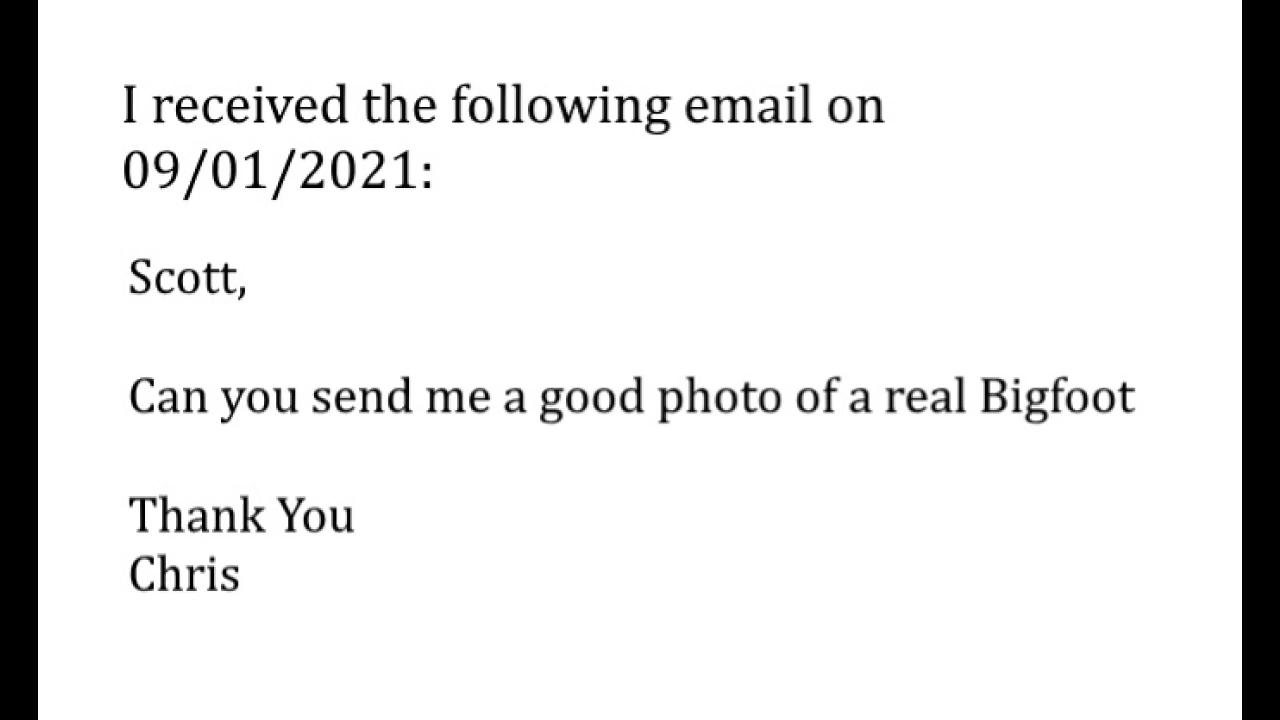 I received the following email on
09/01/2021:
Scott,
Can you send me a good photo of a real Bigfoot
Thank You
Chris